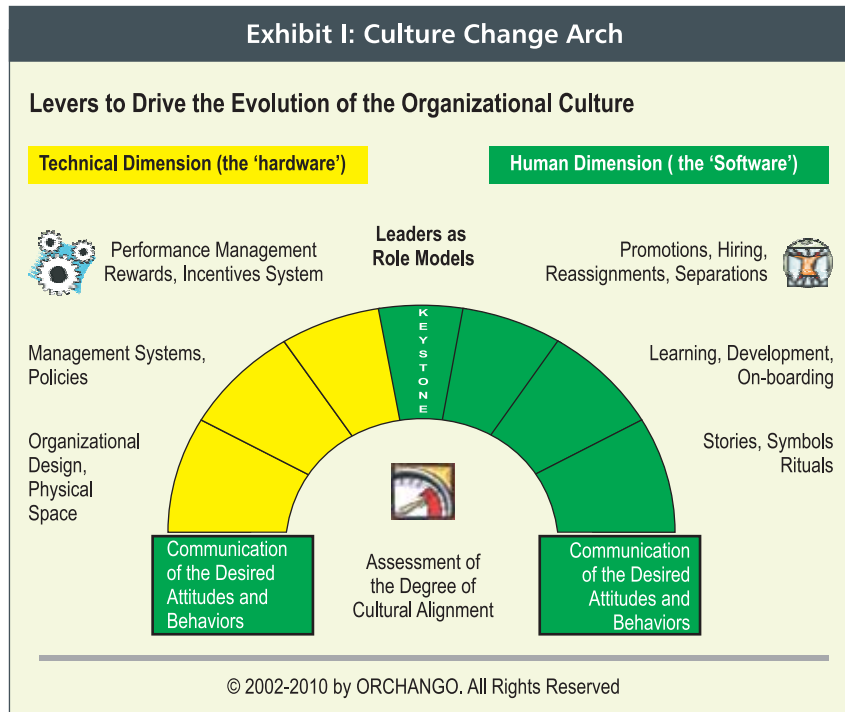 Exhibit I: Culture Change Arch
Levers to Drive the Evolution of the Organizational Culture
Technical Dimension (the ‘hardware’)
Human Dimension ( the ‘Software’)
Performance Management
Rewards, Incentives System
Leaders as
Role Models
Promotions, Hiring,
Reassignments, Separations
KEYSTONE
Management Systems,
Policies
Learning, Development,
On-boarding
Organizational
Design,
Physical
Space
Stories, Symbols
Rituals
Communication
of the Desired
Attitudes and
Behaviors
Assessment of
the Degree of
Cultural Alignment
Communication
of the Desired
Attitudes and
Behaviors
© 2002-2010 by ORCHANGO. All Rights Reserved